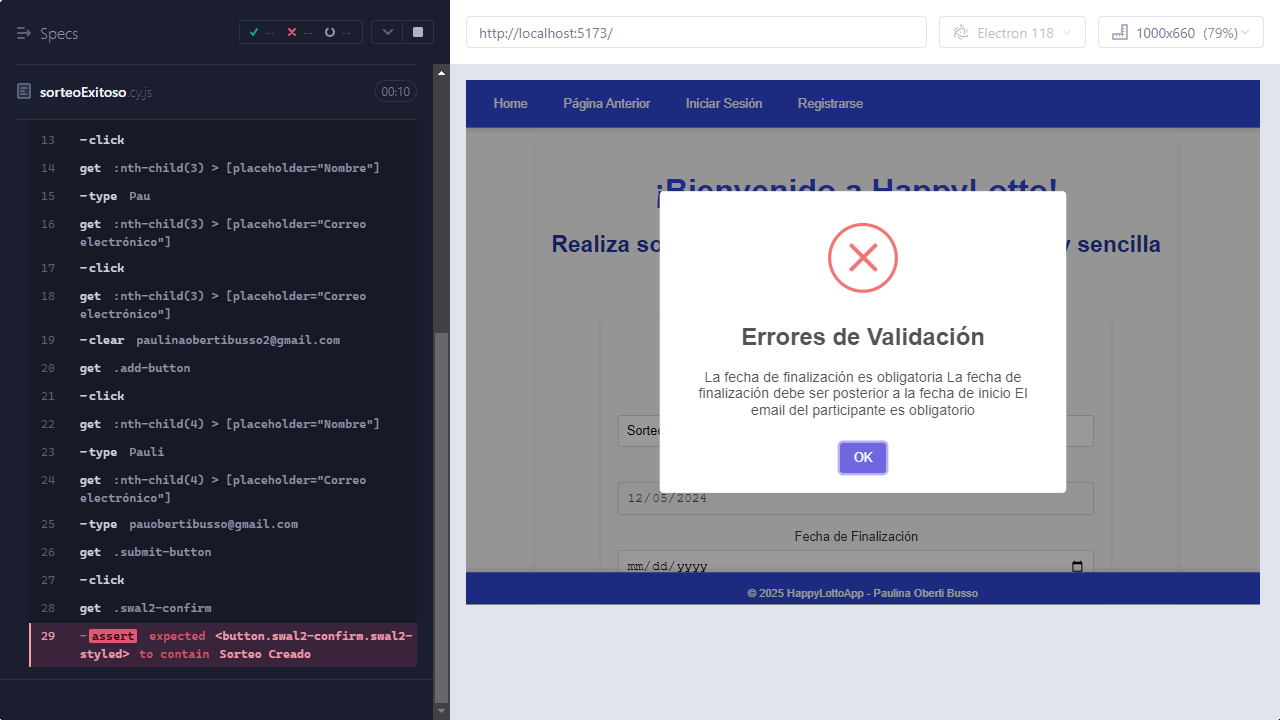 Specs
--
--
--
sorteoExitoso.cy.js
00:10
13 -click
14 get :nth-child(3) > [placeholder="Nombre"]
15 -type Pau
16 get :nth-child(3) > [placeholder="Correo
electrónico"]
17 -click
18 get :nth-child(3) > [placeholder="Correo
electrónico"]
19 -clear paulinaobertibusso2@gmail.com
20 get .add-button
21 -click
22 get :nth-child(4) > [placeholder="Nombre"]
23 -type Pauli
24 get :nth-child(4) > [placeholder="Correo
electrónico"]
25 -type pauobertibusso@gmail.com
26 get .submit-button
27 -click
28 get .swal2-confirm
29 -assert expected <button.swal2-confirm.swal2-
styled> to contain Sorteo Creado
http://localhost:5173/
Electron 118
1000x660 (79%)
Home Página Anterior Iniciar Sesión Registrarse
¡Bienvenido a HappyLotto!
Realiza so
y sencilla
Errores de Validación
La fecha de finalización es obligatoria La fecha de
finalización debe ser posterior a la fecha de inicio El
email del participante es obligatorio
OK
Sorteo
12/05/2024
Fecha de Finalización
mm/dd/yyyy
© 2025 HappyLottoApp - Paulina Oberti Busso